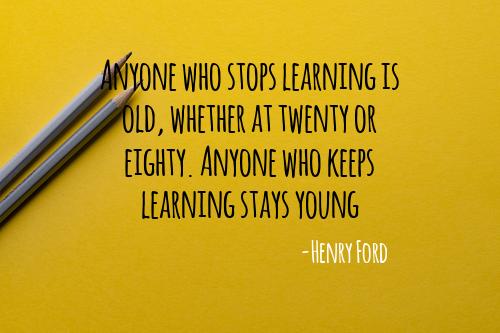 Anyone who stops learning is
old, whether at twenty or
eighty. Anyone who keeps
learning stays young
-Henry Ford